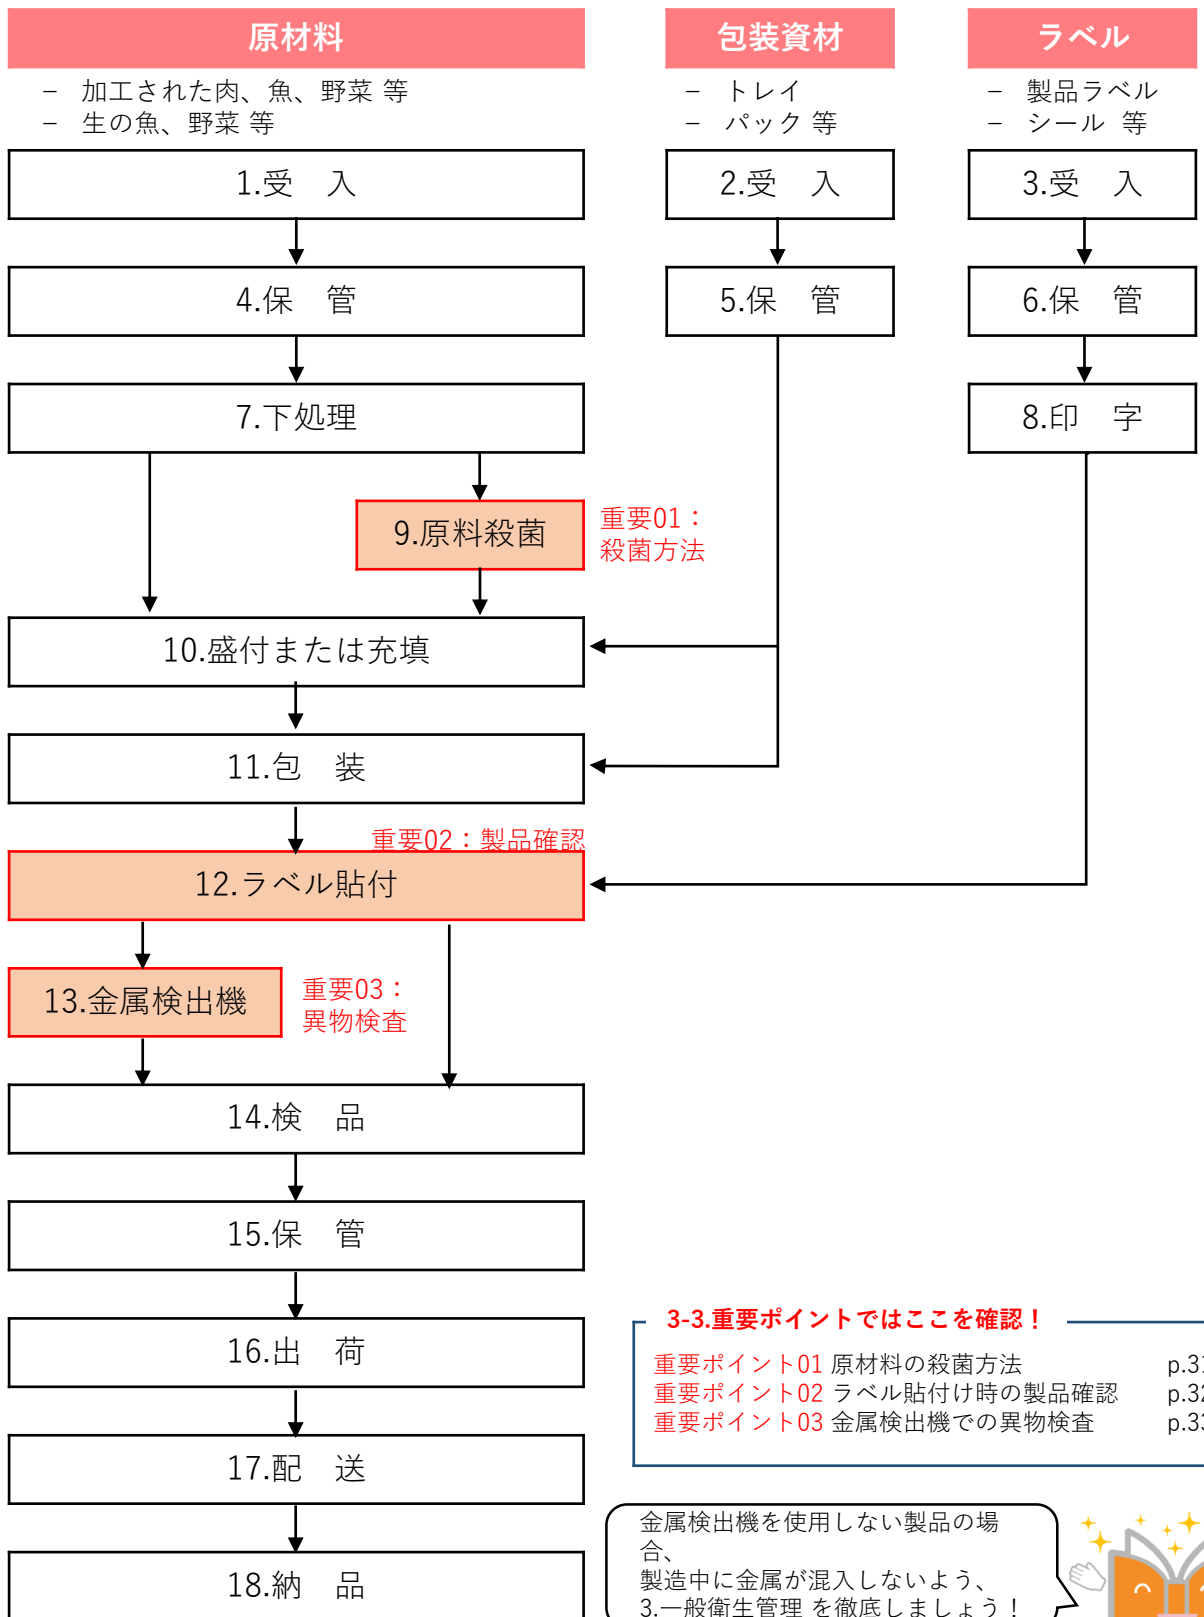 原材料
包装資材
ラベル
－ 加工された肉、魚、野菜 等
－ 生の魚、野菜 等
－ トレイ
－ パック 等
－ 製品ラベル
－ シール 等
1.受　入
2.受　入
3.受　入
4.保　管
5.保　管
6.保　管
7.下処理
8.印　字
9.原料殺菌
重要01：
殺菌方法
10.盛付または充填
11.包　装
重要02：製品確認
12.ラベル貼付
13.金属検出機
重要03：
異物検査
14.検　品
15.保　管
16.出　荷
17.配　送
18.納　品
3-3.重要ポイントではここを確認！
重要ポイント01 原材料の殺菌方法 p.31
重要ポイント02 ラベル貼付け時の製品確認 p.32
重要ポイント03 金属検出機での異物検査 p.33
金属検出機を使用しない製品の場
合、
製造中に金属が混入しないよう、
3.一般衛生管理 を徹底しましょう！